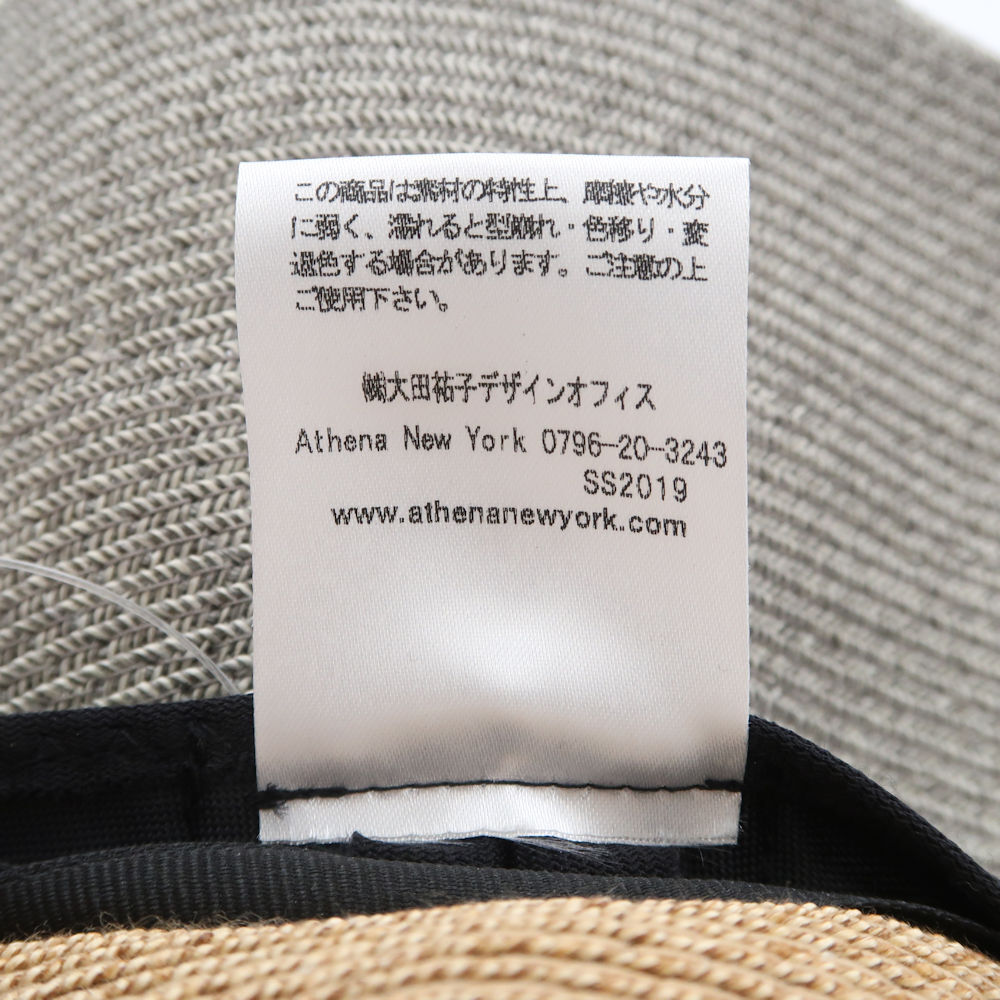 この商品は素材の特性上、摩擦や水分
に弱く、濡れると型崩れ・色移り・変
退色する場合があります。ご注意の上
ご使用下さい。
㈱大田祐子デザインオフィス
Athena New York 0796-20-3243
SS2019
www.athenanewyork.com